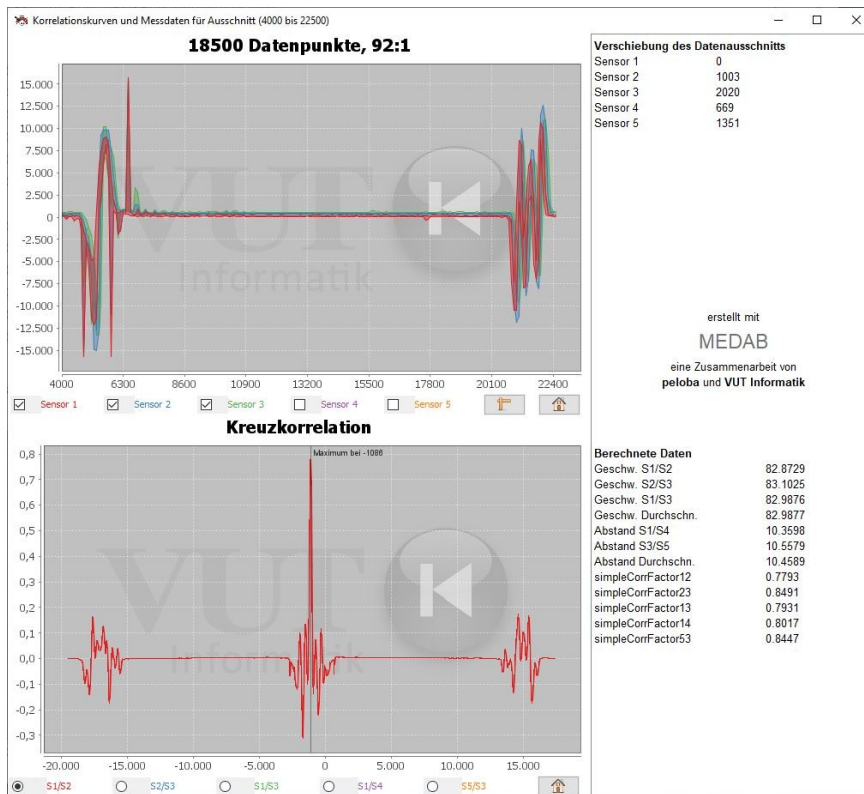 Korrelationskurven und Messdaten für Ausschnitt (4000 bis 22500)
18500 Datenpunkte, 92:1
15.000
12.500
10.000
7.500
5.000
2.500
0
-2.500
-5.000
-7.500
-10.000
-12.500
-15.000
VUT
Informatik
4000 6300 8600 10900 13200 15500 17800 20100 22400
Sensor 1 Sensor 2 Sensor 3 Sensor 4 Sensor 5
Kreuzkorrelation
Maximum bei -1086
0,8
0,7
0,6
0,5
0,4
0,3
0,2
0,1
0,0
-0,1
-0,2
-0,3
VUT
Informatik
-20.000 -15.000 -10.000 -5.000 0 5.000 10.000 15.000
S1/S2 S2/S3 S1/S3 S1/S4 S5/S3
Verschiebung des Datenausschnitts
Sensor 1 0
Sensor 2 1003
Sensor 3 2020
Sensor 4 669
Sensor 5 1351
erstellt mit
MEDAB
eine Zusammenarbeit von
peloba und VUT Informatik
Berechnete Daten
Geschw. S1/S2 82.8729
Geschw. S2/S3 83.1025
Geschw. S1/S3 82.9876
Geschw. Durchschn. 82.9877
Abstand S1/S4 10.3598
Abstand S3/S5 10.5579
Abstand Durchschn. 10.4589
simpleCorrFactor12 0.7793
simpleCorrFactor23 0.8491
simpleCorrFactor13 0.7931
simpleCorrFactor14 0.8017
simpleCorrFactor53 0.8447